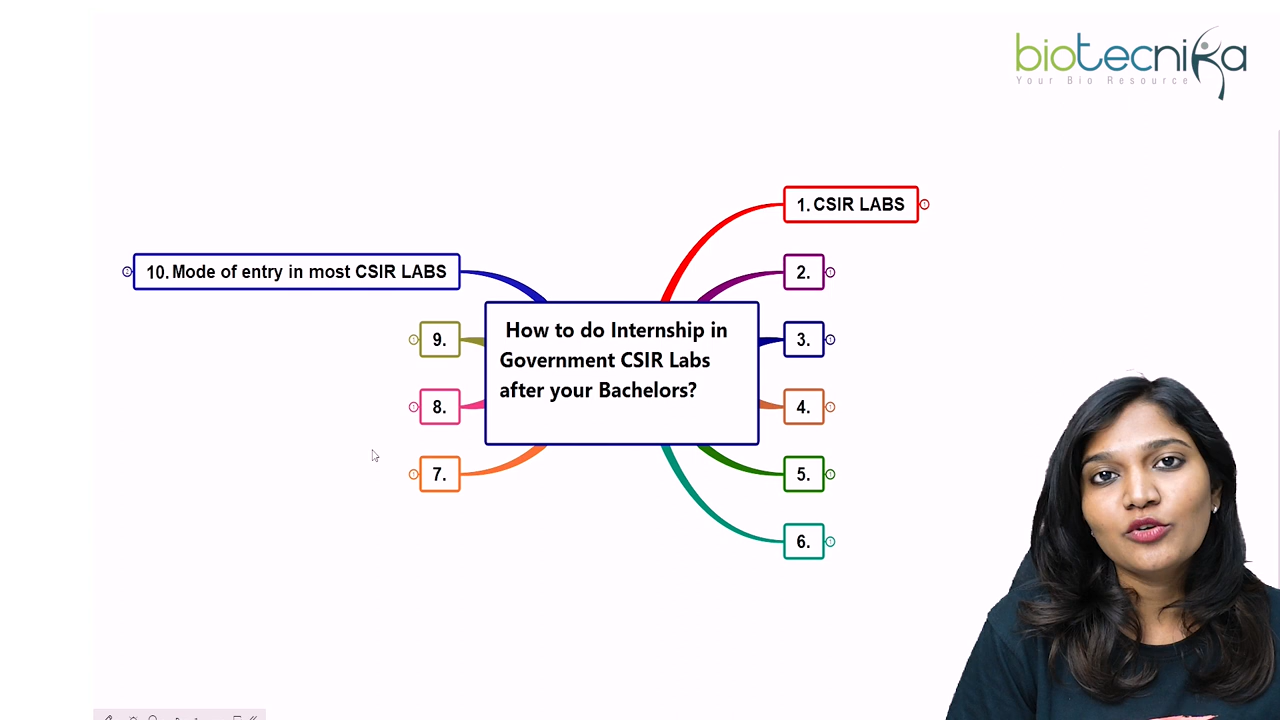 biotecnika
Your Bio Resource
1. CSIR LABS
2.
3.
4.
5.
6.
7.
8.
9.
10. Mode of entry in most CSIR LABS
How to do Internship in
Government CSIR Labs
after your Bachelors?